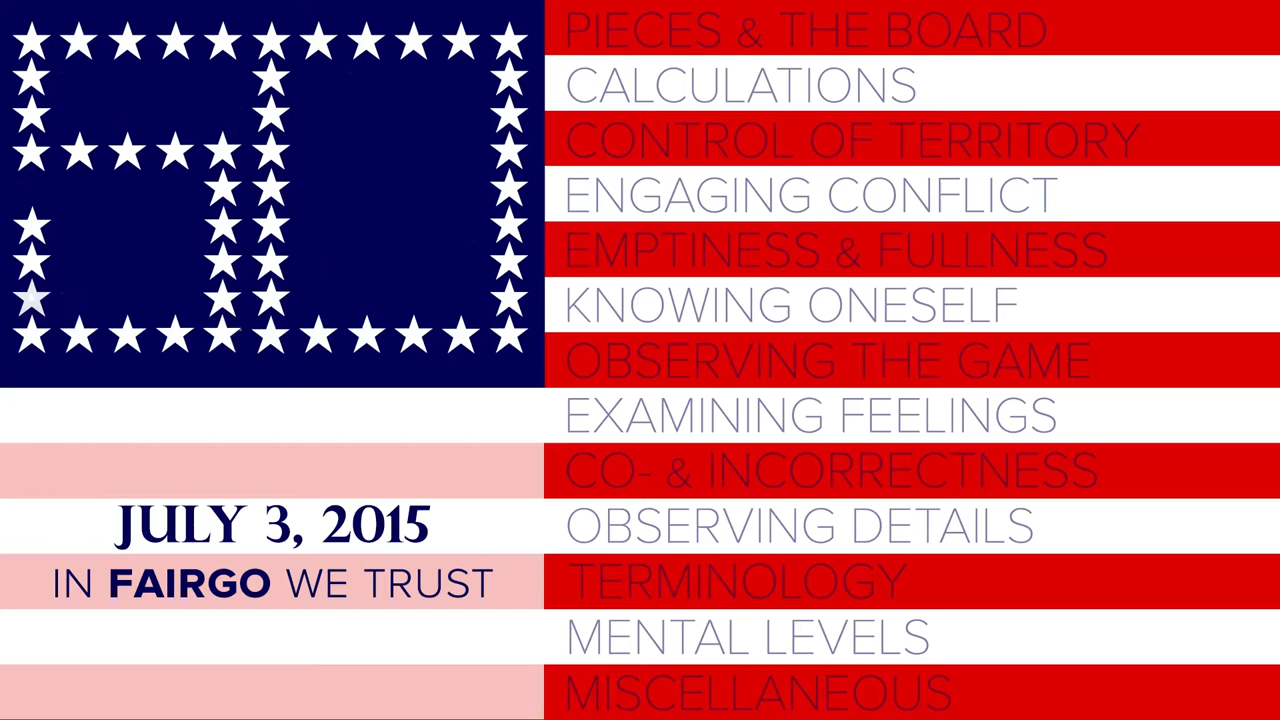 PIECES & THE BOARD
CALCULATIONS
CONTROL OF TERRITORY
ENGAGING CONFLICT
EMPTINESS & FULLNESS
KNOWING ONESELF
OBSERVING THE GAME
EXAMINING FEELINGS
CO- & INCORRECTNESS
OBSERVING DETAILS
TERMINOLOGY
MENTAL LEVELS
MISCELLANEOUS
50
JULY 3, 2015
IN FAIRGO WE TRUST